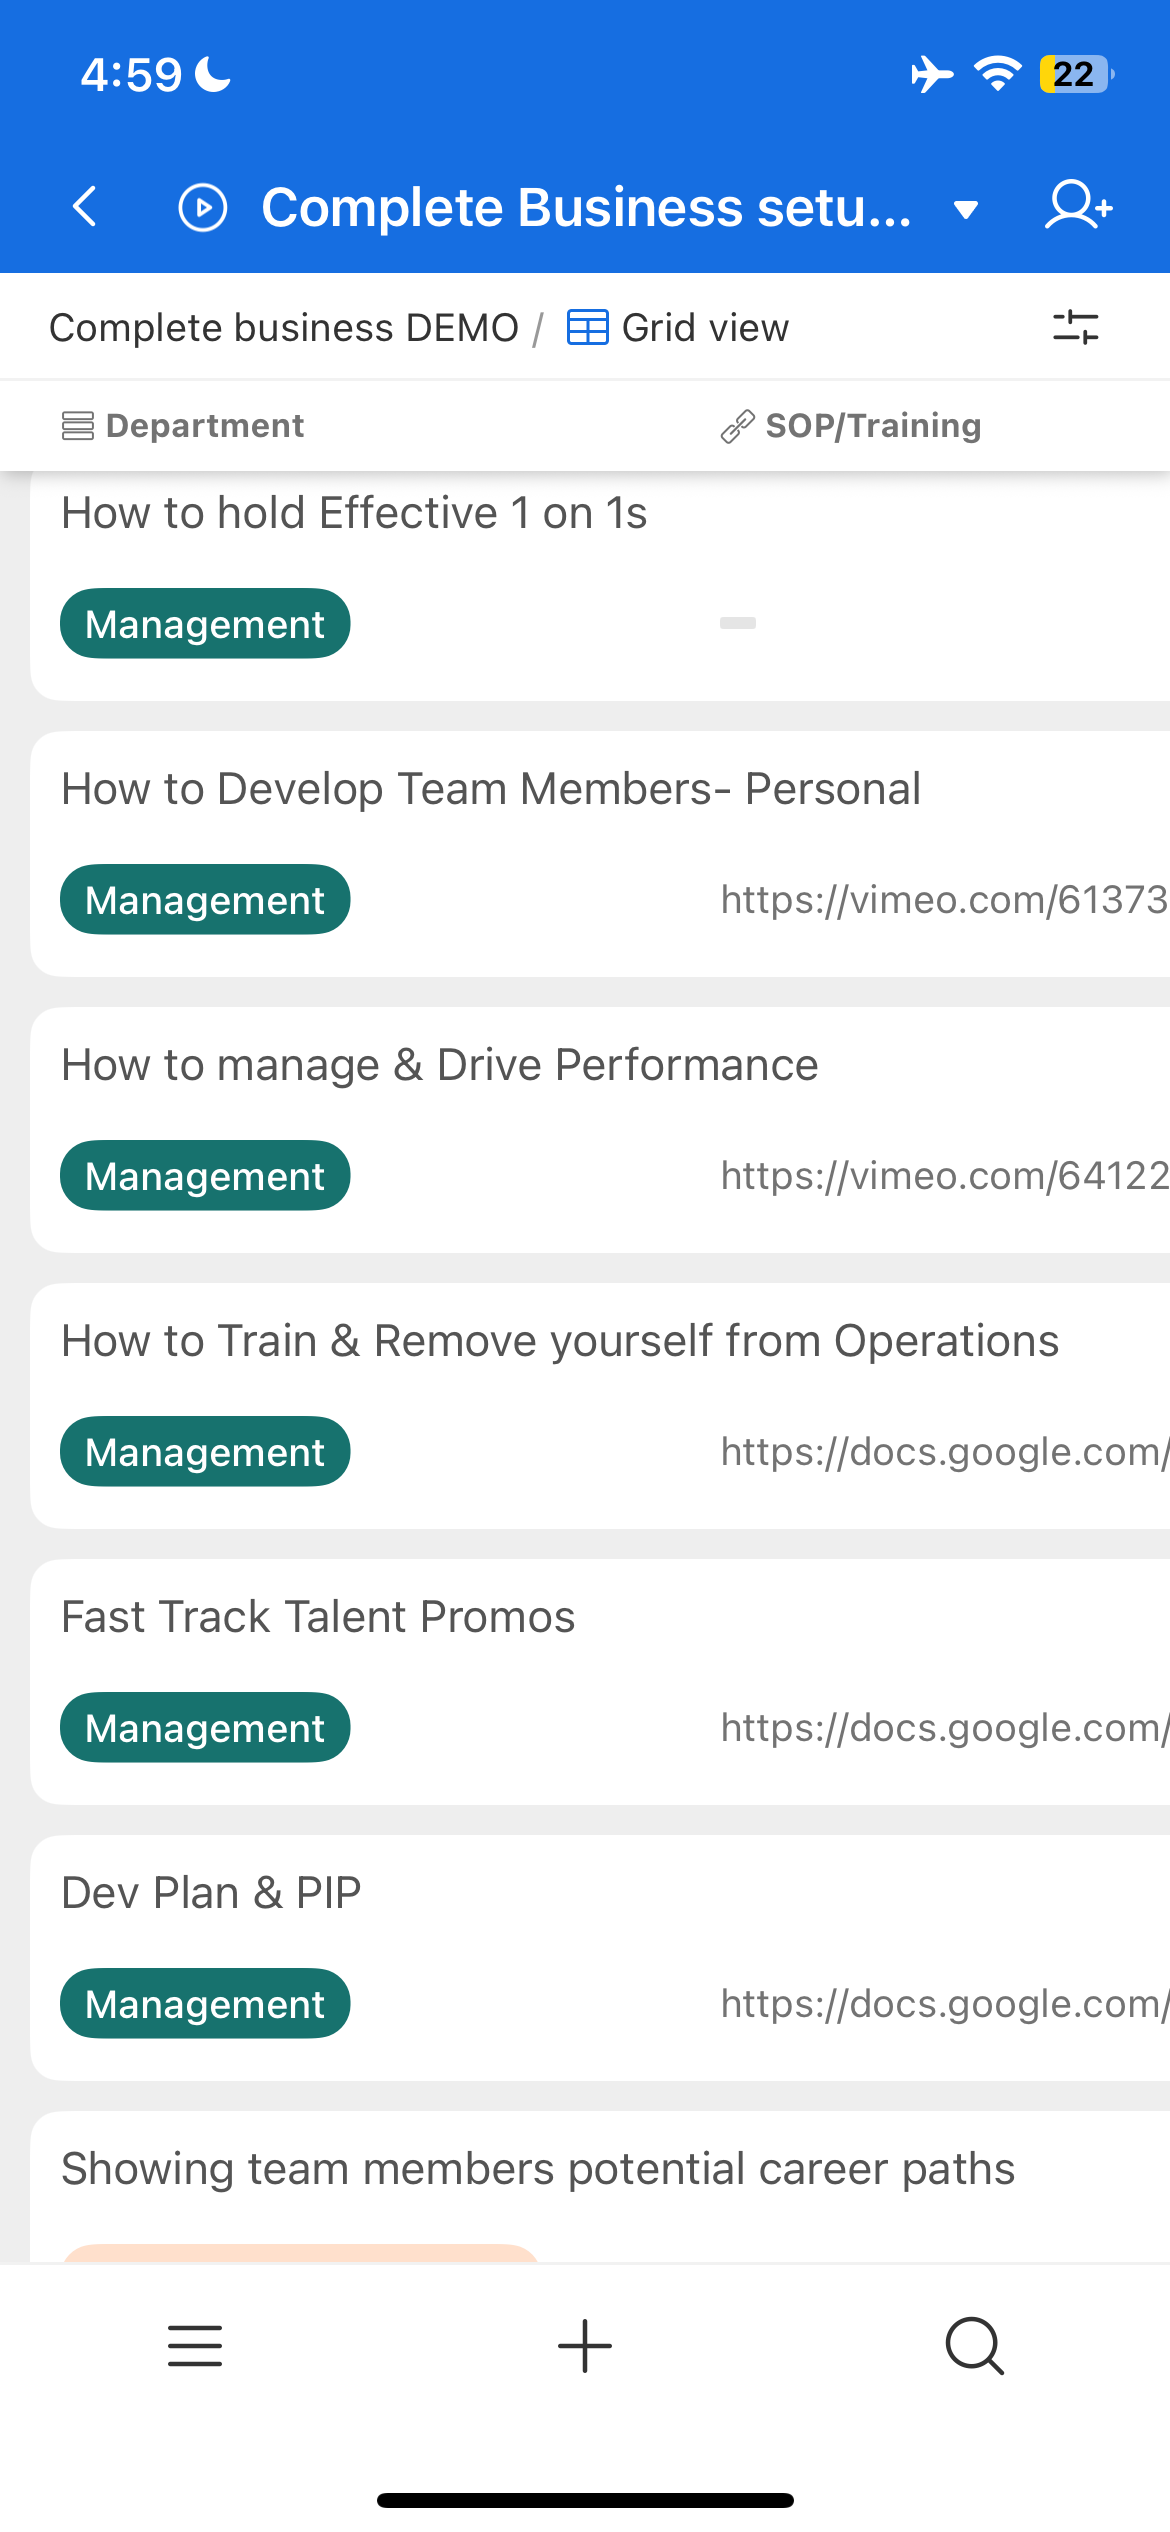 4:59
22
Complete Business setu...
Complete business DEMO / Grid view
Department
SOP/Training
How to hold Effective 1 on 1s
Management
How to Develop Team Members- Personal
Management
https://vimeo.com/61373
How to manage & Drive Performance
Management
https://vimeo.com/64122
How to Train & Remove yourself from Operations
Management
https://docs.google.com/
Fast Track Talent Promos
Management
https://docs.google.com/
Dev Plan & PIP
Management
https://docs.google.com/
Showing team members potential career paths